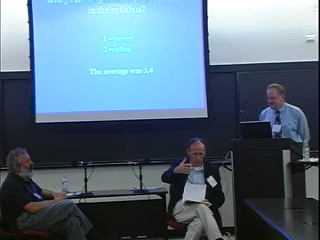 in the syllabus?
1 = never
2 = often
The average was 1.4